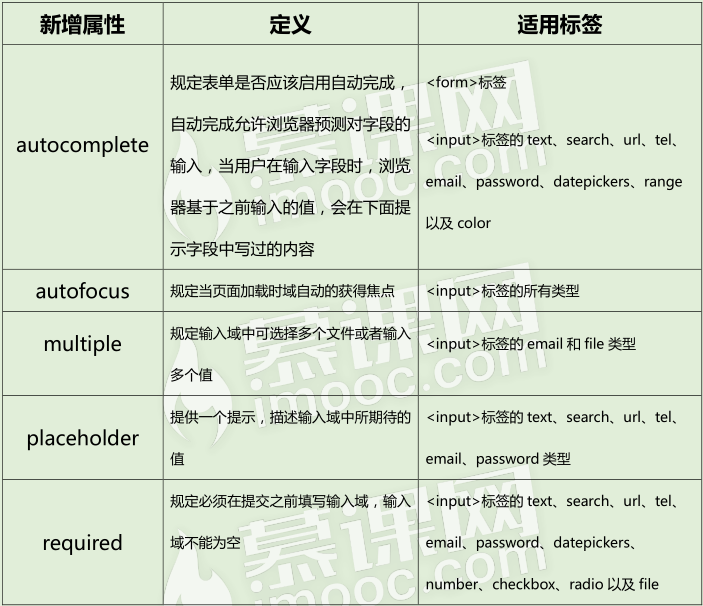 新增属性
定义
适用标签
autocomplete
规定表单是否应该启用自动完成，
自动完成允许浏览器预测对字段的
输入，当用户在输入字段时，浏览
器基于之前输入的值，会在下面提
示字段中写过的内容
<form>标签
<input>标签的 text、search、url、tel、
email、password、datepickers、range
以及 color
autofocus
规定当页面加载时域自动的获得焦点
<input>标签的所有类型
multiple
规定输入域中可选择多个文件或者输入
多个值
<input>标签的 email 和 file 类型
placeholder
提供一个提示，描述输入域中所期待的
值
<input>标签的 text、search、url、tel、
email、password 类型
required
规定必须在提交之前填写输入域，输入
域不能为空
<input>标签的 text、search、url、tel、
email、password、datepickers、
number、checkbox、radio 以及 file
慕课网
imooc.com
慕课网
imooc.com
慕课网
imooc.com